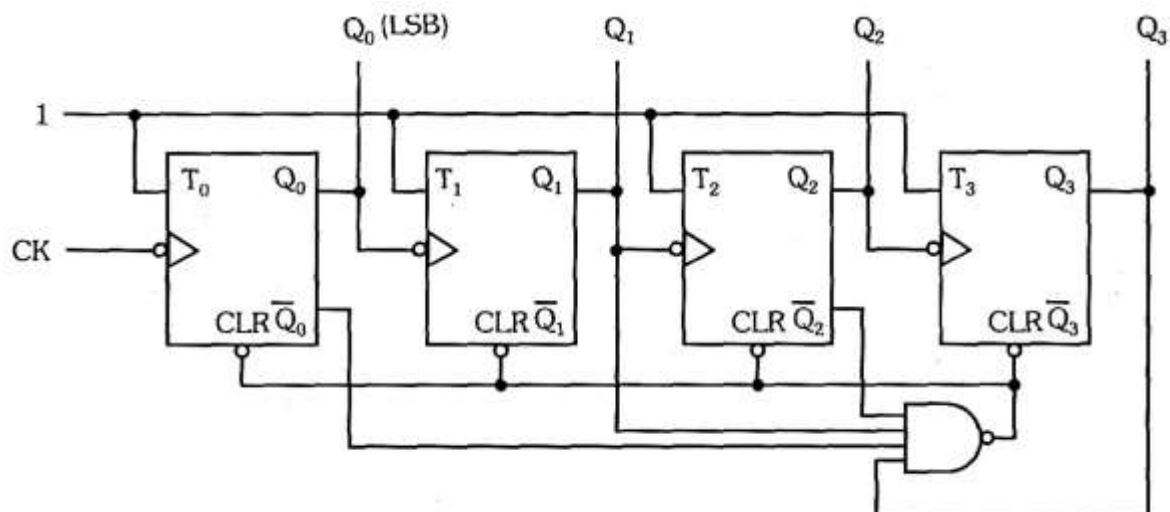 Q₀ (LSB) Q₁ Q₂ Q₃
1
T₀ Q₀ T₁ Q₁ T₂ Q₂ T₃ Q₃
CK
CLR Q̅₀ CLR Q̅₁ CLR Q̅₂ CLR Q̅₃